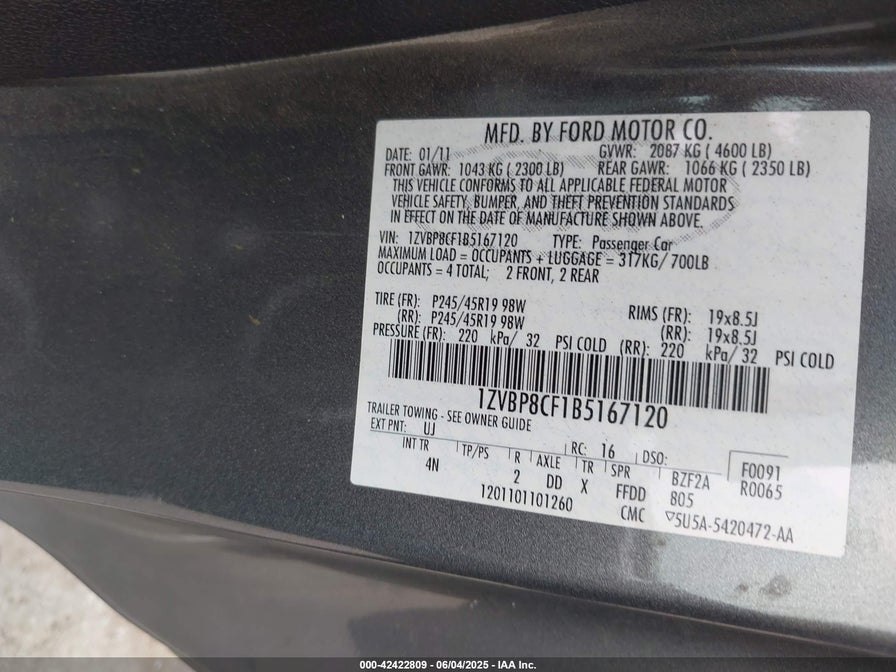 MFD. BY FORD MOTOR CO.
DATE: 01/11 GVWR: 2087 KG ( 4600 LB)
FRONT GAWR: 1043 KG ( 2300 LB) REAR GAWR: 1066 KG ( 2350 LB)
THIS VEHICLE CONFORMS TO ALL APPLICABLE FEDERAL MOTOR
VEHICLE SAFETY, BUMPER, AND THEFT PREVENTION STANDARDS
IN EFFECT ON THE DATE OF MANUFACTURE SHOWN ABOVE.
VIN: 1ZVBP8CF1B5167120 TYPE: Passenger Car
MAXIMUM LOAD = OCCUPANTS + LUGGAGE = 317KG/ 700LB
OCCUPANTS = 4 TOTAL; 2 FRONT, 2 REAR
TIRE (FR): P245/45R19 98W RIMS (FR): 19x8.5J
(RR): P245/45R19 98W (RR): 19x8.5J
PRESSURE (FR): 220 kPa/ 32 PSI COLD (RR): 220 kPa/ 32 PSI COLD
1ZVBP8CF1B5167120
TRAILER TOWING - SEE OWNER GUIDE
EXT PNT: UJ RC: 16 DSO: F0091
INT TR TP/PS R AXLE TR SPR BZF2A R0065
4N 2 DD X FFDD 805
1201101101260 CMC ▽5U5A-5420472-AA
000-42422809 - 06/04/2025 - IAA Inc.